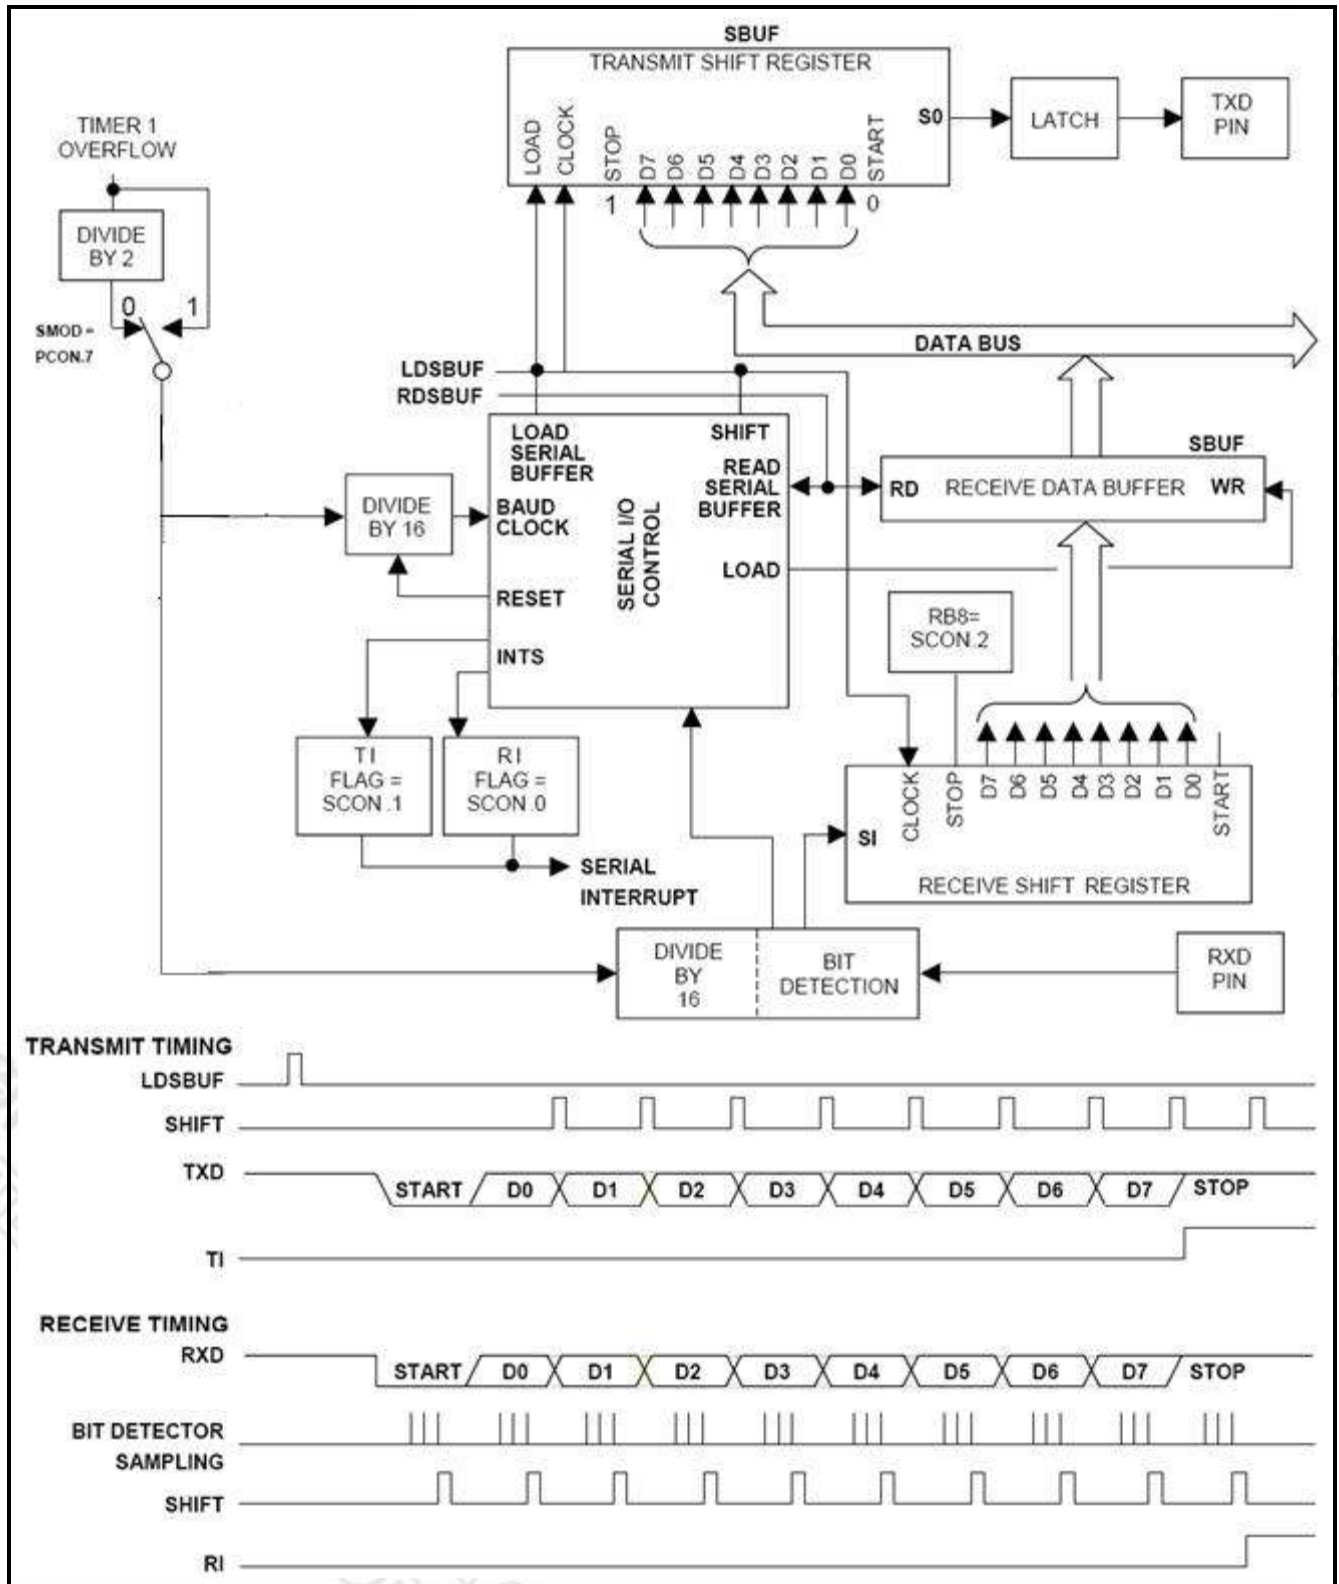 SBUF
TRANSMIT SHIFT REGISTER
LOAD
CLOCK
STOP
D7
D6
D5
D4
D3
D2
D1
D0
START
S0
1
0
LATCH
TXD
PIN
TIMER 1
OVERFLOW
DIVIDE
BY 2
0
1
SMOD =
PCON.7
DATA BUS
LDSBUF
RDSBUF
LOAD
SERIAL
BUFFER
SHIFT
READ
SERIAL
BUFFER
BAUD
CLOCK
SERIAL I/O
CONTROL
LOAD
RESET
INTS
DIVIDE
BY 16
SBUF
RD
RECEIVE DATA BUFFER
WR
RB8=
SCON.2
TI
FLAG =
SCON .1
RI
FLAG =
SCON .0
SERIAL
INTERRUPT
SI
CLOCK
STOP
D7
D6
D5
D4
D3
D2
D1
D0
START
RECEIVE SHIFT REGISTER
DIVIDE
BY
16
BIT
DETECTION
RXD
PIN
TRANSMIT TIMING
LDSBUF
SHIFT
TXD
START D0 D1 D2 D3 D4 D5 D6 D7 STOP
TI
RECEIVE TIMING
RXD
START D0 D1 D2 D3 D4 D5 D6 D7 STOP
BIT DETECTOR
SAMPLING
SHIFT
RI